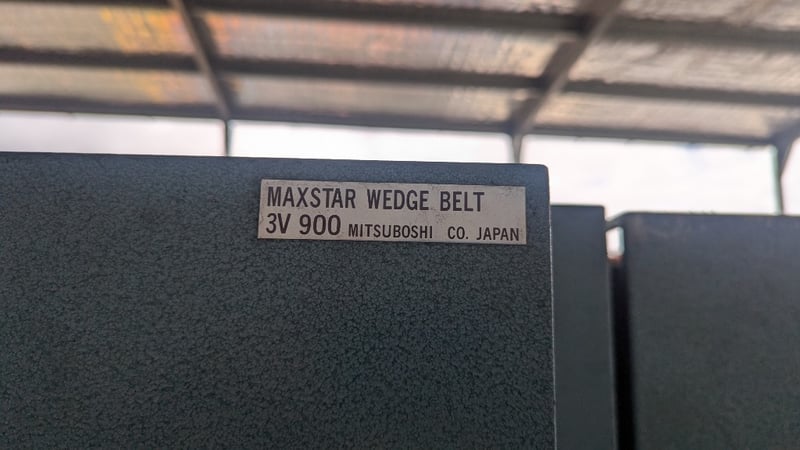 MAXSTAR WEDGE BELT
3V 900 MITSUBOSHI CO. JAPAN